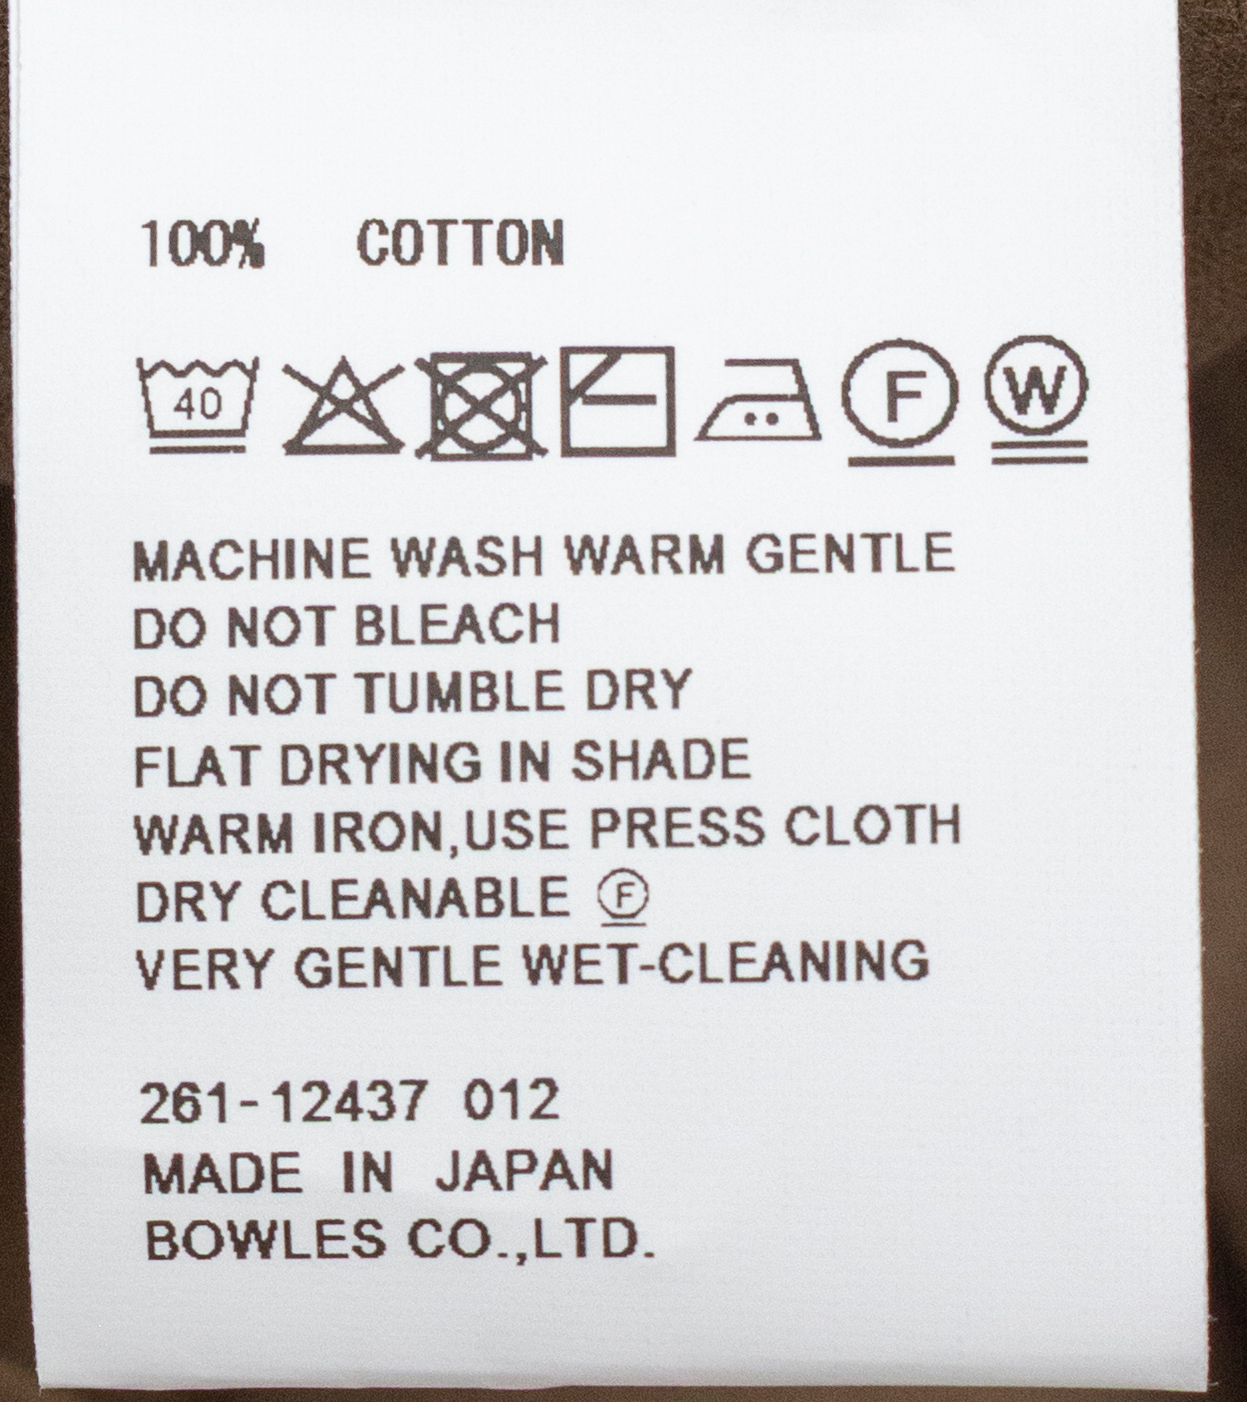 100% COTTON
40 F W
MACHINE WASH WARM GENTLE
DO NOT BLEACH
DO NOT TUMBLE DRY
FLAT DRYING IN SHADE
WARM IRON,USE PRESS CLOTH
DRY CLEANABLE Ⓕ
VERY GENTLE WET-CLEANING
261-12437 012
MADE IN JAPAN
BOWLES CO.,LTD.